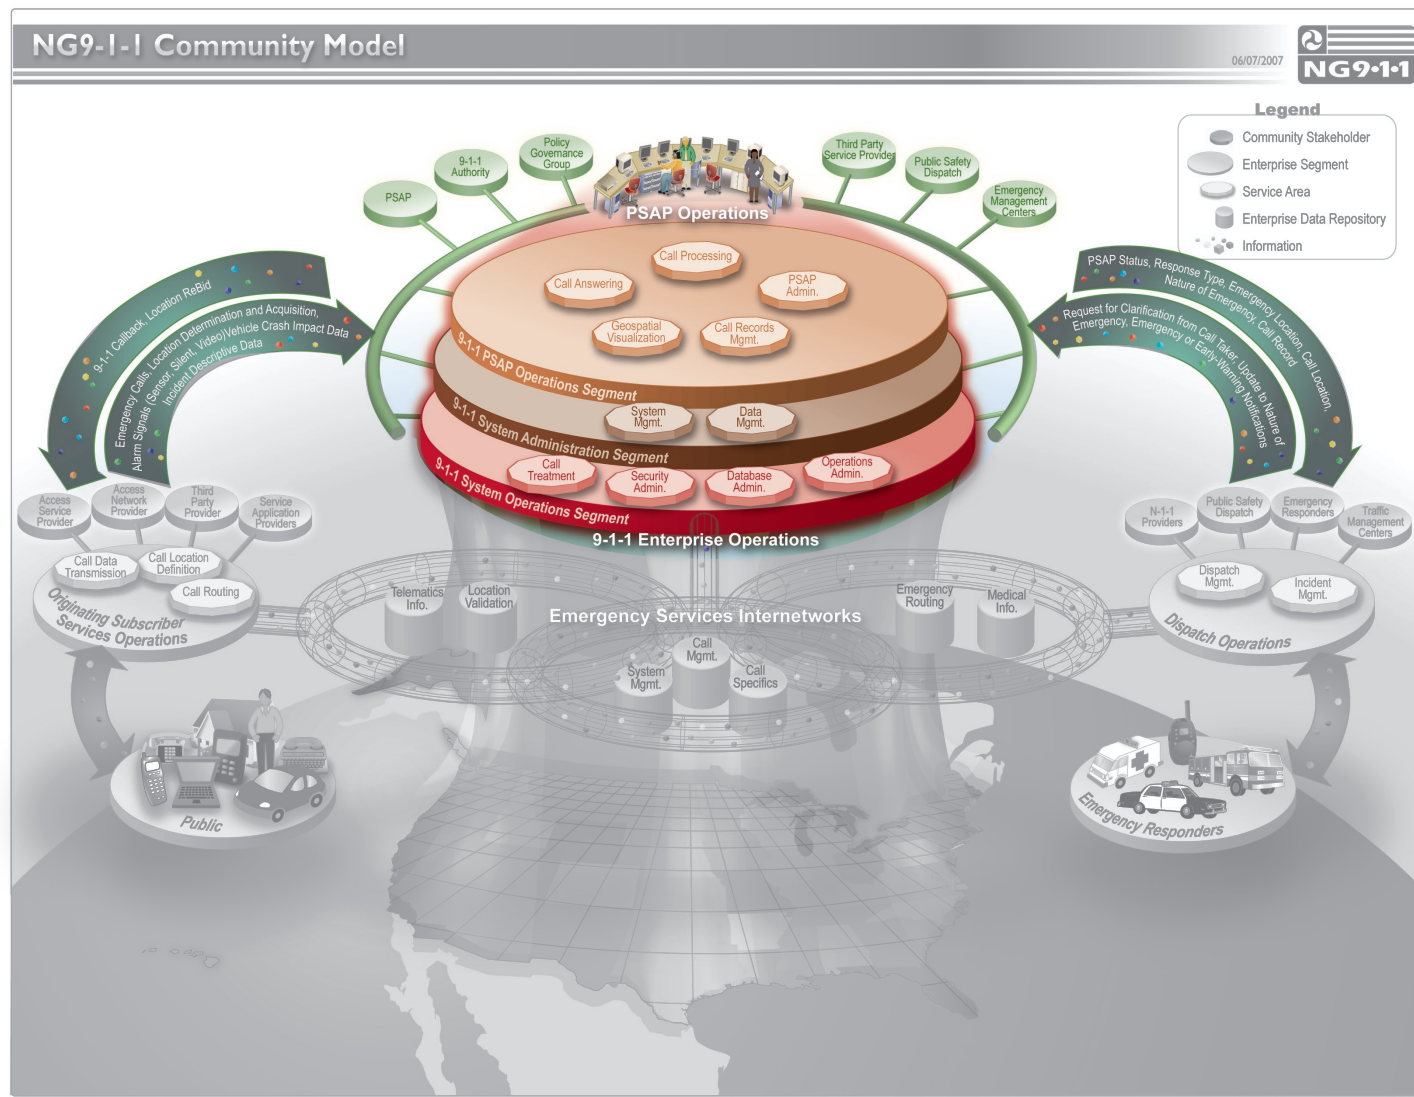 NG9-1-1 Community Model
06/07/2007
NG9•1•1
Legend
Community Stakeholder
Enterprise Segment
Service Area
Enterprise Data Repository
Information
PSAP
9-1-1
Authority
Policy
Governance
Group
Third Party
Service Provider
Public Safety
Dispatch
Emergency
Management
Centers
PSAP Operations
Call Processing
Call Answering
PSAP
Admin.
Geospatial
Visualization
Call Records
Mgmt.
9-1-1 PSAP Operations Segment
System
Mgmt.
Data
Mgmt.
9-1-1 System Administration Segment
Call
Treatment
Security
Admin.
Database
Admin.
Operations
Admin.
9-1-1 System Operations Segment
9-1-1 Enterprise Operations
9-1-1 Callback, Location ReBid
Emergency Calls, Location Determination and Acquisition,
Alarm Signals (Sensor, Silent, Video)Vehicle Crash Impact Data
Incident Descriptive Data
PSAP Status, Response Type, Emergency Location, Call Location,
Nature of Emergency, Call Record
Request for Clarification from Call Taker, Update to Nature of
Emergency, Emergency or Early-Warning Notifications
Access
Service
Provider
Access
Network
Provider
Third
Party
Provider
Service
Application
Providers
Call Data
Transmission
Call Location
Definition
Call Routing
Originating Subscriber
Services Operations
N-1-1
Providers
Public Safety
Dispatch
Emergency
Responders
Traffic
Management
Centers
Dispatch
Mgmt.
Incident
Mgmt.
Dispatch Operations
Telematics
Info.
Location
Validation
Emergency
Routing
Medical
Info.
Emergency Services Internetworks
System
Mgmt.
Call
Mgmt.
Call
Specifics
Public
Emergency Responders